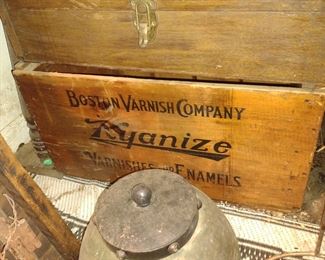 BOSTON VARNISH COMPANY
Kyanize
VARNISHES AND ENAMELS